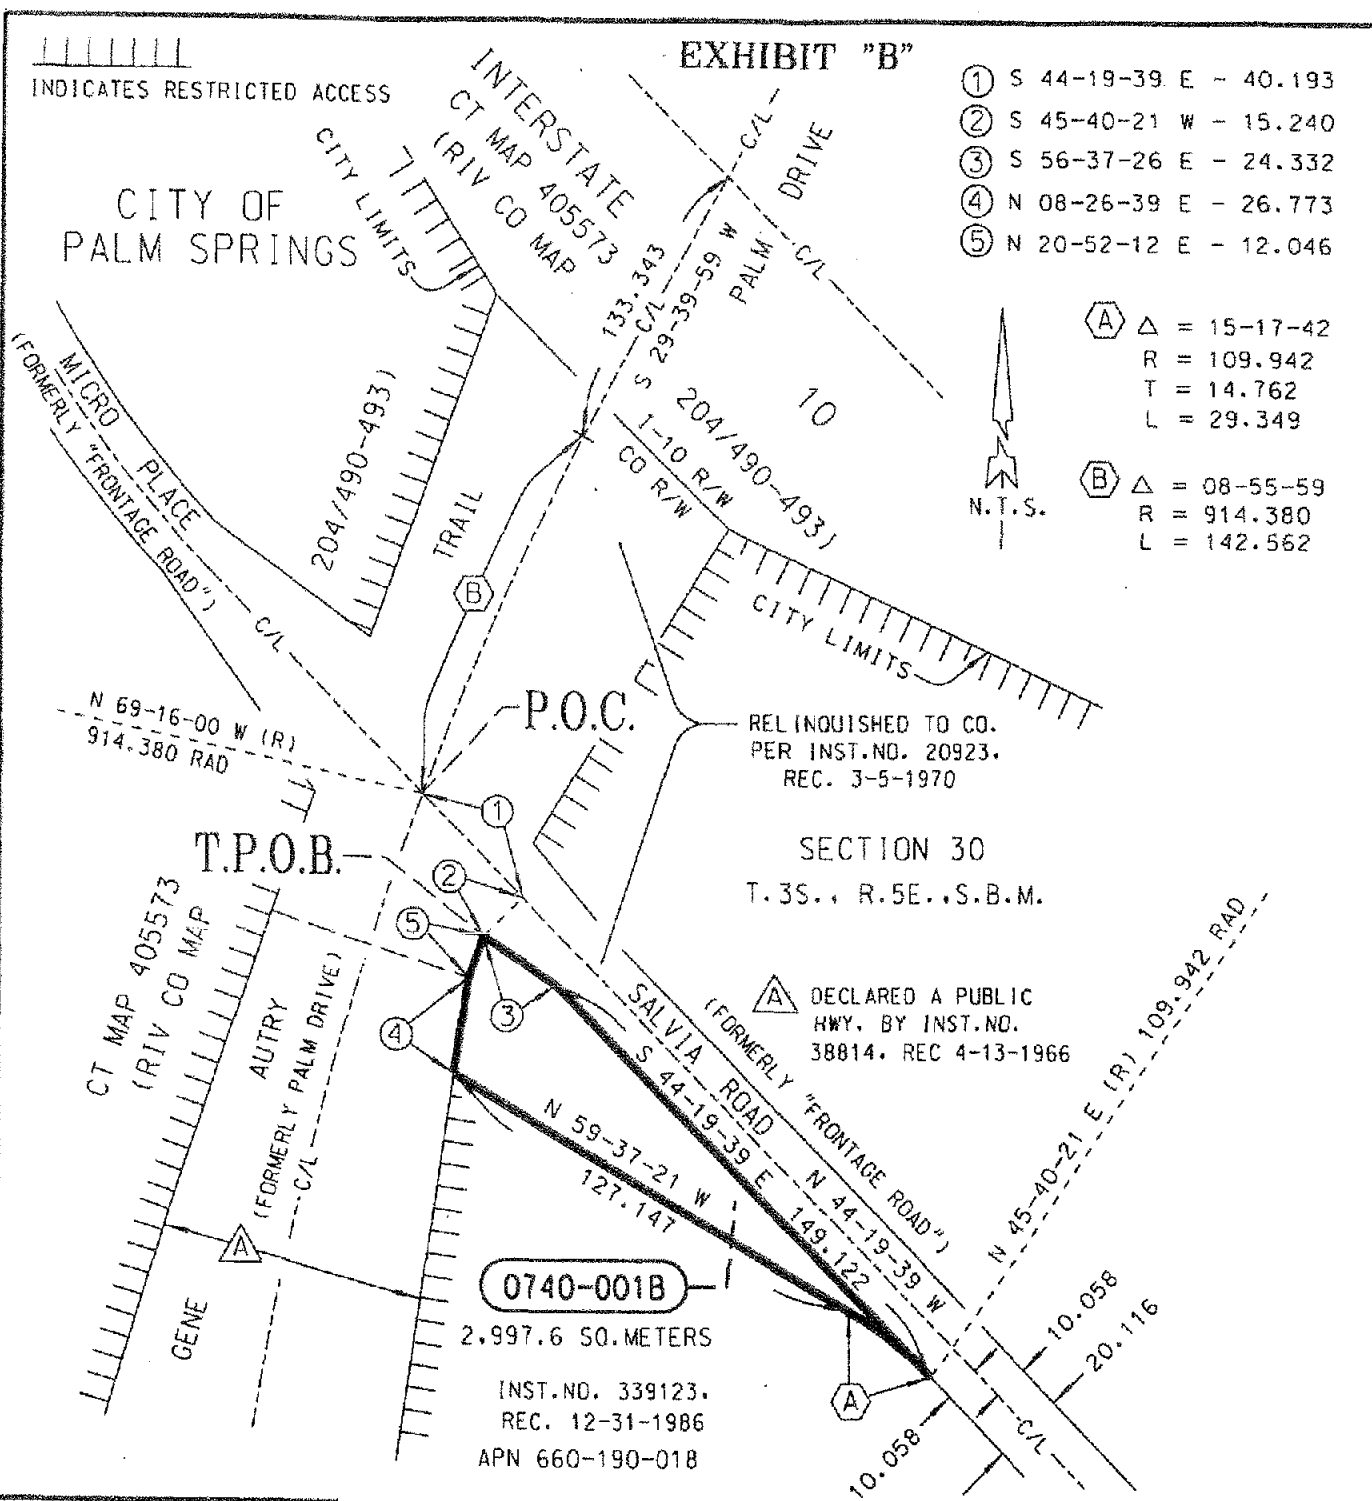 EXHIBIT "B"
INDICATES RESTRICTED ACCESS
CITY OF
PALM SPRINGS
CITY LIMITS
INTERSTATE
CT MAP 405573
(RIV CO MAP
C/L
PALM DRIVE
C/L
133.343
C/L
S 29-39-59 W
1 S 44-19-39 E - 40.193
2 S 45-40-21 W - 15.240
3 S 56-37-26 E - 24.332
4 N 08-26-39 E - 26.773
5 N 20-52-12 E - 12.046
A Δ = 15-17-42
R = 109.942
T = 14.762
L = 29.349
B Δ = 08-55-59
R = 914.380
L = 142.562
N.T.S.
10
204/490-493)
I-10 R/W
CO R/W
MICRO PLACE
(FORMERLY "FRONTAGE ROAD")
C/L
204/490-493)
TRAIL
B
CITY LIMITS
N 69-16-00 W (R)
914.380 RAD
P.O.C.
RELINQUISHED TO CO.
PER INST.NO. 20923.
REC. 3-5-1970
1
T.P.O.B.
2
SECTION 30
T.3S., R.5E.,S.B.M.
5
3
4
CT MAP 405573
(RIV CO MAP
GENE AUTRY
(FORMERLY PALM DRIVE)
C/L
A
A DECLARED A PUBLIC
HWY. BY INST.NO.
38814. REC 4-13-1966
SALVIA ROAD
(FORMERLY "FRONTAGE ROAD")
S 44-19-39 E
149.122
N 44-19-39 W
N 59-37-21 W
127.147
N 45-40-21 E (R) 109.942 RAD
0740-001B
2,997.6 SQ.METERS
INST.NO. 339123.
REC. 12-31-1986
APN 660-190-018
A
10.058
20.116
10.058
C/L